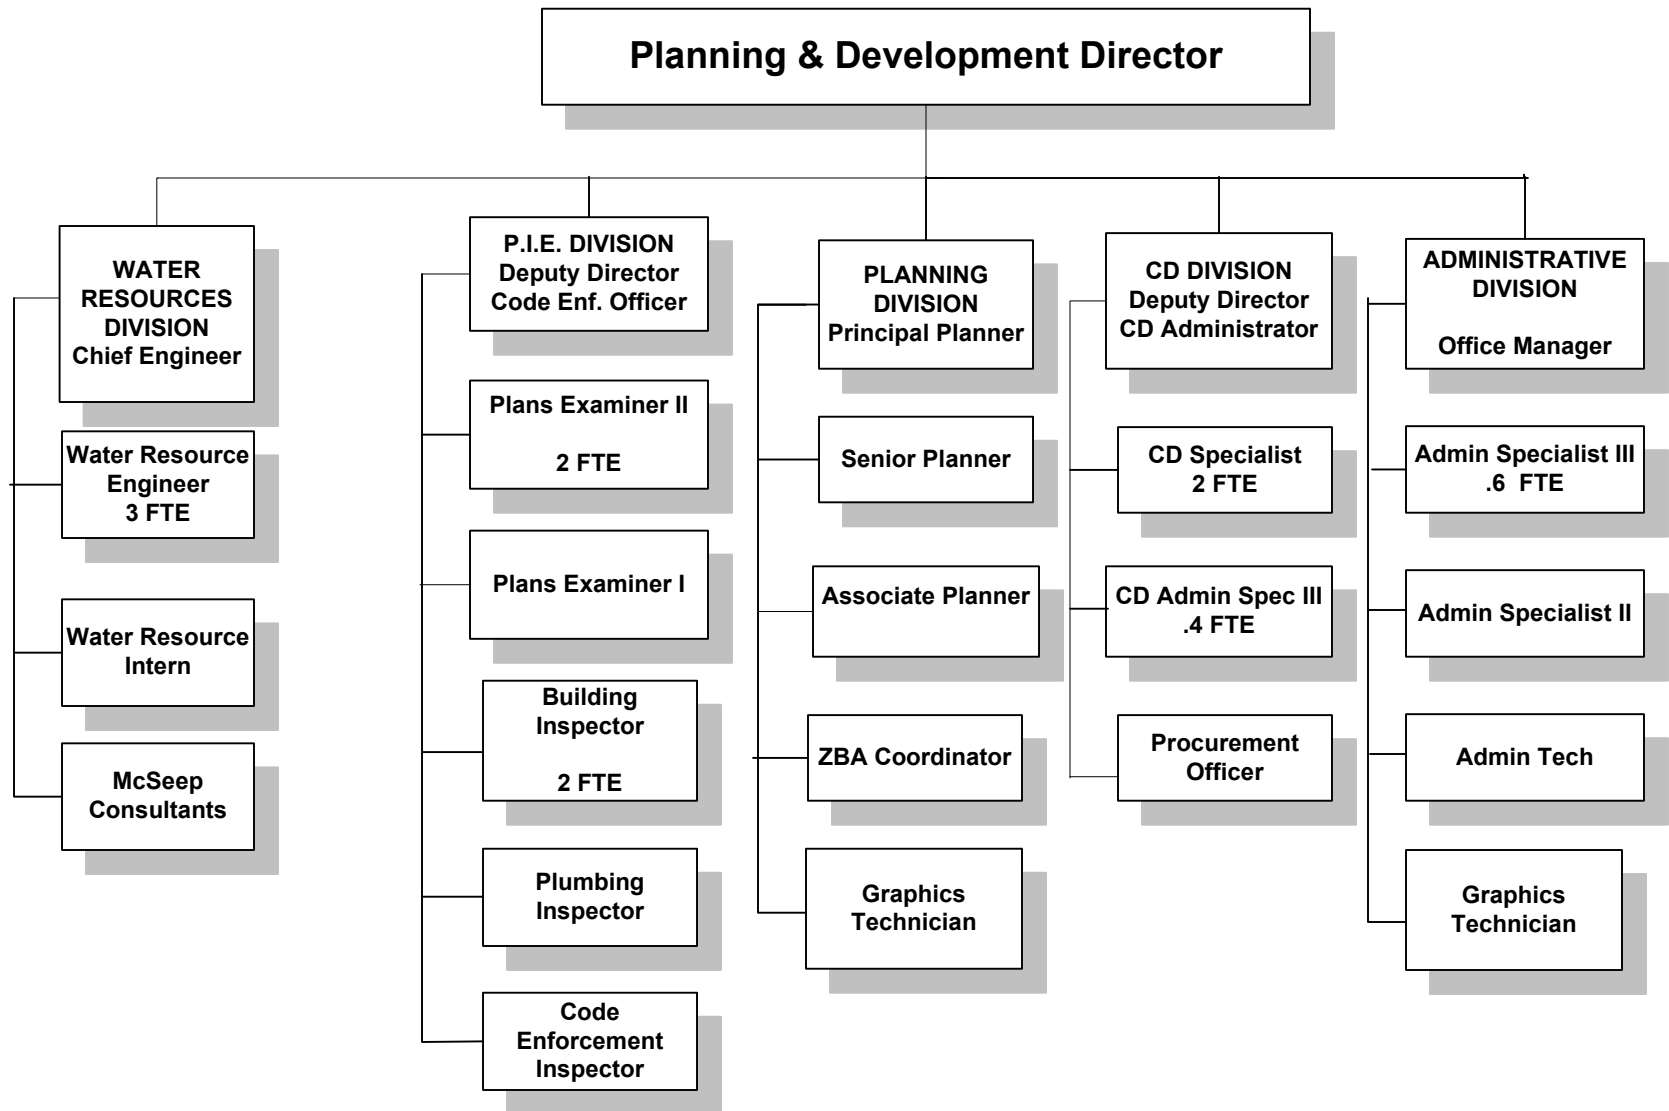 Planning & Development Director
WATER
RESOURCES
DIVISION
Chief Engineer
Water Resource
Engineer
3 FTE
Water Resource
Intern
McSeep
Consultants
P.I.E. DIVISION
Deputy Director
Code Enf. Officer
Plans Examiner II
2 FTE
Plans Examiner I
Building
Inspector
2 FTE
Plumbing
Inspector
Code
Enforcement
Inspector
PLANNING
DIVISION
Principal Planner
Senior Planner
Associate Planner
ZBA Coordinator
Graphics
Technician
CD DIVISION
Deputy Director
CD Administrator
CD Specialist
2 FTE
CD Admin Spec III
.4 FTE
Procurement
Officer
ADMINISTRATIVE
DIVISION
Office Manager
Admin Specialist III
.6 FTE
Admin Specialist II
Admin Tech
Graphics
Technician